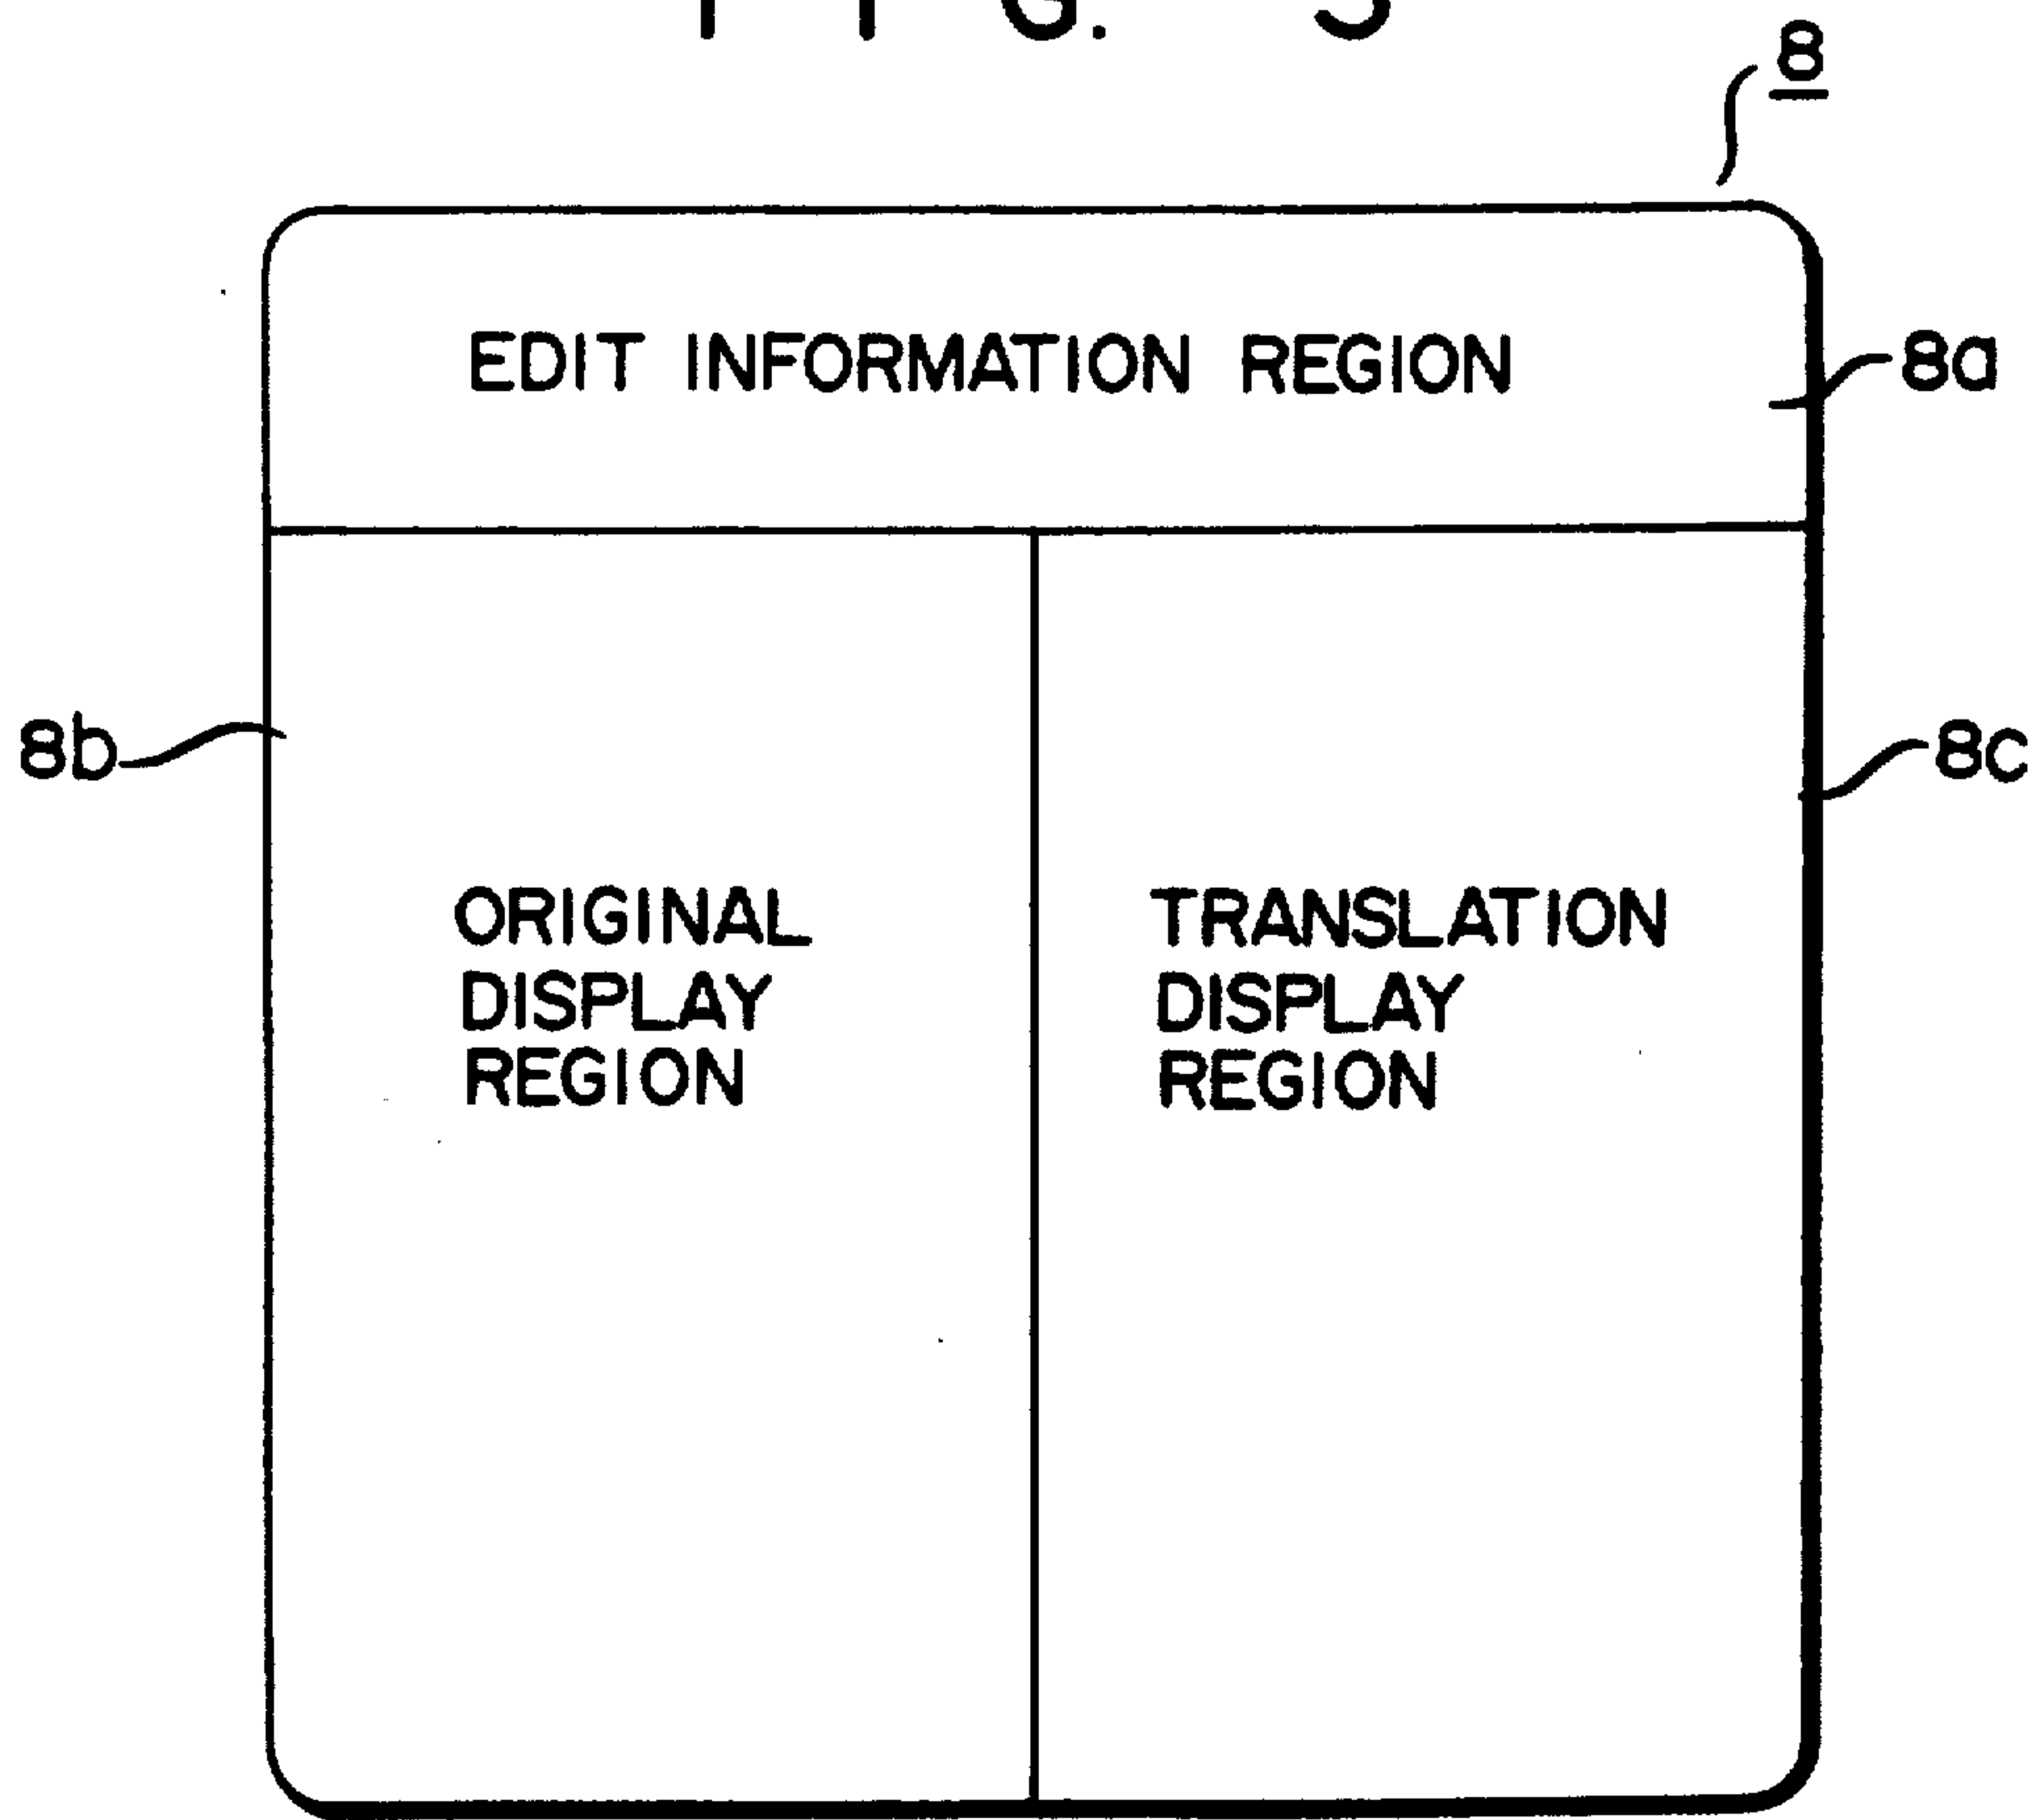 8
EDIT INFORMATION REGION
8a
8b
8c
ORIGINAL
DISPLAY
REGION
TRANSLATION
DISPLAY
REGION